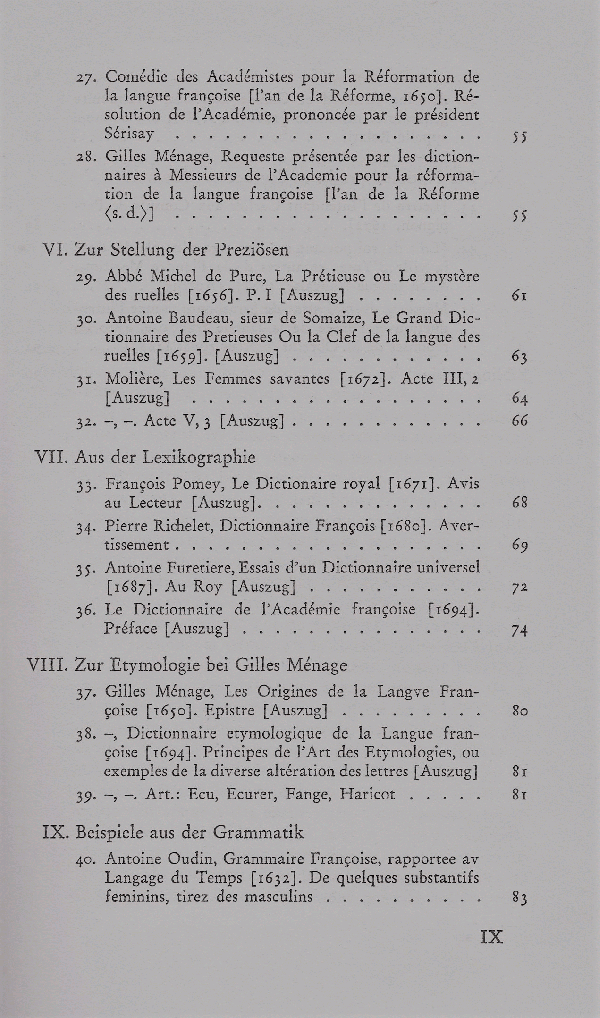 27. Comédie des Académistes pour la Réformation de
la langue françoise [l'an de la Réforme, 1650]. Ré-
solution de l'Académie, prononcée par le président
Sérisay . . . . . . . . . . . . . . . . . . . 55
28. Gilles Ménage, Requeste présentée par les diction-
naires à Messieurs de l'Academie pour la réforma-
tion de la langue françoise [l'an de la Réforme
⟨s. d.⟩] . . . . . . . . . . . . . . . . . . . 55
VI. Zur Stellung der Preziösen
29. Abbé Michel de Pure, La Prétieuse ou Le mystère
des ruelles [1656]. P. I [Auszug] . . . . . . . . 61
30. Antoine Baudeau, sieur de Somaize, Le Grand Dic-
tionnaire des Pretieuses Ou la Clef de la langue des
ruelles [1659]. [Auszug] . . . . . . . . . . . . 63
31. Molière, Les Femmes savantes [1672]. Acte III, 2
[Auszug] . . . . . . . . . . . . . . . . . . 64
32. –, –. Acte V, 3 [Auszug] . . . . . . . . . . . . 66
VII. Aus der Lexikographie
33. François Pomey, Le Dictionaire royal [1671]. Avis
au Lecteur [Auszug]. . . . . . . . . . . . . . . 68
34. Pierre Richelet, Dictionnaire François [1680]. Aver-
tissement . . . . . . . . . . . . . . . . . . . 69
35. Antoine Furetiere, Essais d'un Dictionnaire universel
[1687]. Au Roy [Auszug] . . . . . . . . . . . 72
36. Le Dictionnaire de l'Académie françoise [1694].
Préface [Auszug] . . . . . . . . . . . . . . . 74
VIII. Zur Etymologie bei Gilles Ménage
37. Gilles Ménage, Les Origines de la Langve Fran-
çoise [1650]. Epistre [Auszug] . . . . . . . . . 80
38. –, Dictionnaire etymologique de la Langue fran-
çoise [1694]. Principes de l'Art des Etymologies, ou
exemples de la diverse altération des lettres [Auszug] 81
39. –, –. Art.: Ecu, Ecurer, Fange, Haricot . . . . . 81
IX. Beispiele aus der Grammatik
40. Antoine Oudin, Grammaire Françoise, rapportee av
Langage du Temps [1632]. De quelques substantifs
feminins, tirez des masculins . . . . . . . . . . 83
IX